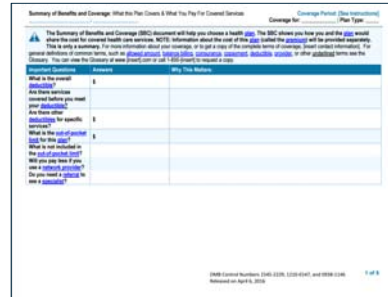 Summary of Benefits and Coverage: What this Plan Covers & What You Pay For Covered Services
Coverage Period: [See Instructions]
Coverage for: | Plan Type:
The Summary of Benefits and Coverage (SBC) document will help you choose a health plan. The SBC shows you how you and the plan would
share the cost for covered health care services. NOTE: Information about the cost of this plan (called the premium) will be provided separately.
This is only a summary. For more information about your coverage, or to get a copy of the complete terms of coverage, [insert contact information]. For
general definitions of common terms, such as allowed amount, balance billing, coinsurance, copayment, deductible, provider, or other underlined terms see the
Glossary. You can view the Glossary at www.[insert].com or call 1-800-[insert] to request a copy.
Important Questions Answers Why This Matters:
What is the overall
deductible?
$
Are there services
covered before you meet
your deductible?
Are there other
deductibles for specific
services?
$
What is the out-of-pocket
limit for this plan?
$
What is not included in
the out-of-pocket limit?
Will you pay less if you
use a network provider?
Do you need a referral to
see a specialist?
OMB Control Numbers 1545-2229, 1210-0147, and 0938-1146
Released on April 6, 2016
1 of 5